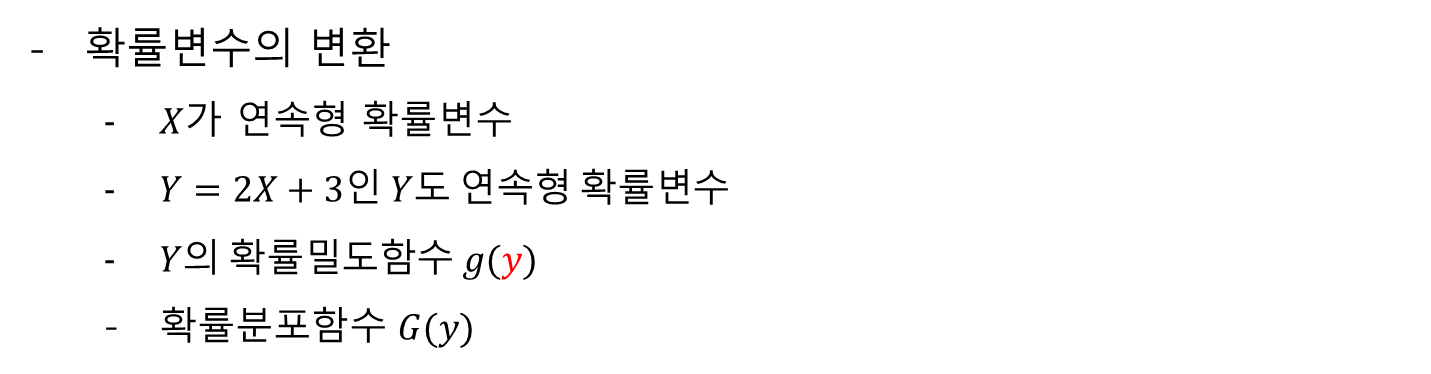 - 확률변수의 변환
- X가 연속형 확률변수
- Y = 2X + 3인 Y도 연속형 확률변수
- Y의 확률밀도함수 g(y)
- 확률분포함수 G(y)